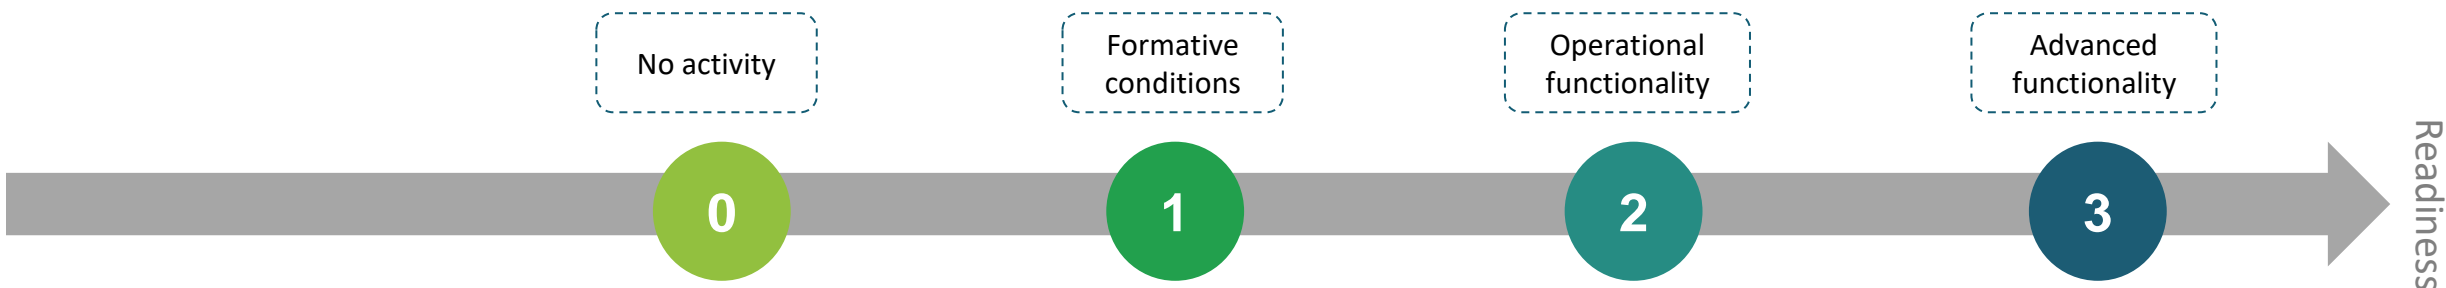 No activity
Formative
conditions
Operational
functionality
Advanced
functionality
0
1
2
3
Readiness